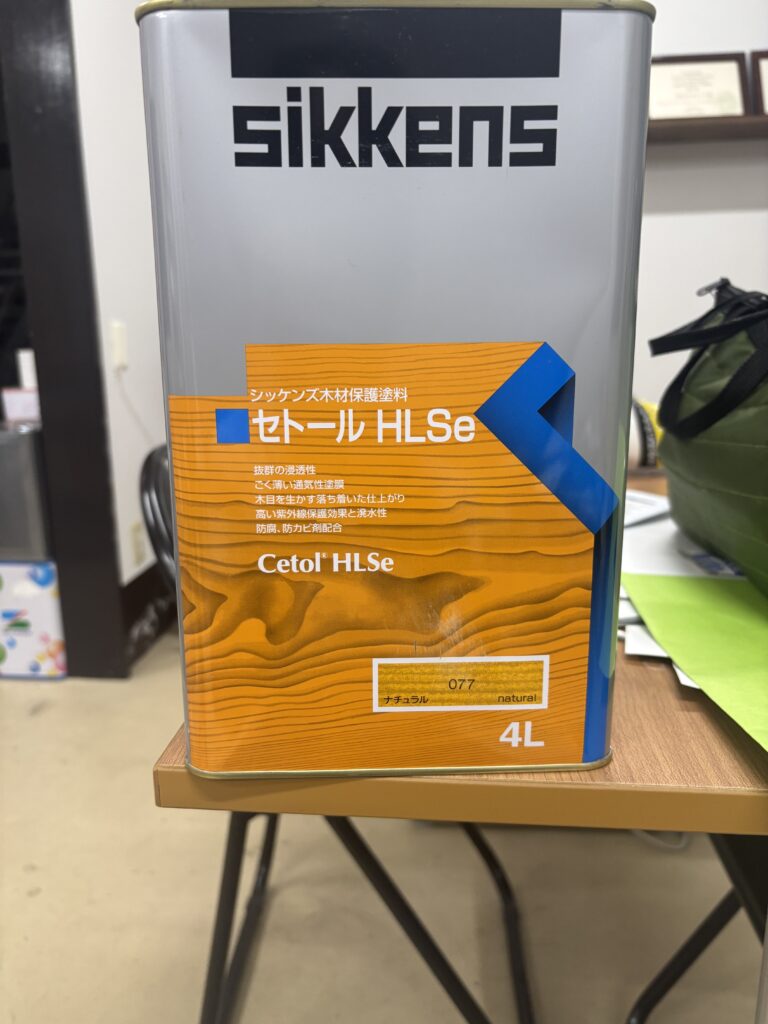 sikkens
シッケンズ木材保護塗料
セトール HLSe
抜群の浸透性
ごく薄い通気性塗膜
木目を生かす落ち着いた仕上がり
高い紫外線保護効果と溌水性
防腐、防カビ剤配合
Cetol® HLSe
077
ナチュラル natural
4L